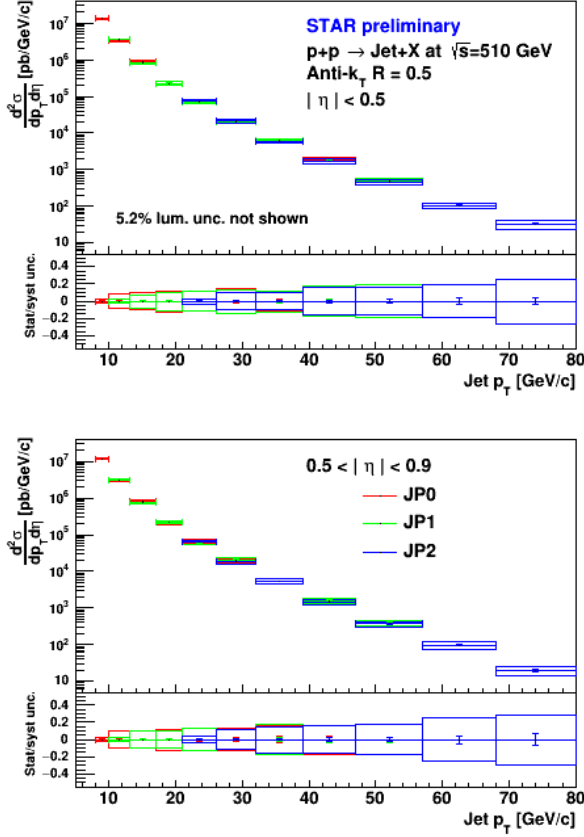 10⁷
10⁶
10⁵
10⁴
10³
10²
10
d²σ
dp_T dη [pb/GeV/c]
STAR preliminary
p+p → Jet+X at √s=510 GeV
Anti-k_T R = 0.5
| η | < 0.5
5.2% lum. unc. not shown
Stat/syst unc.
0.4
0.2
0
−0.2
−0.4
10 20 30 40 50 60 70 80
Jet p_T [GeV/c]
10⁷
10⁶
10⁵
10⁴
10³
10²
10
d²σ
dp_T dη [pb/GeV/c]
0.5 < | η | < 0.9
JP0
JP1
JP2
Stat/syst unc.
0.4
0.2
0
−0.2
−0.4
10 20 30 40 50 60 70 80
Jet p_T [GeV/c]